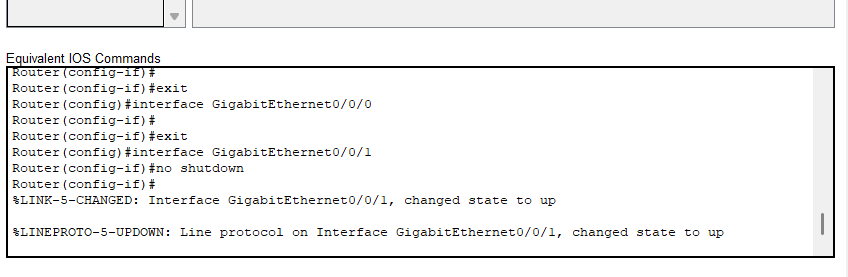 Equivalent IOS Commands
Router(config-if)#
Router(config-if)#exit
Router(config)#interface GigabitEthernet0/0/0
Router(config-if)#
Router(config-if)#exit
Router(config)#interface GigabitEthernet0/0/1
Router(config-if)#no shutdown
Router(config-if)#
%LINK-5-CHANGED: Interface GigabitEthernet0/0/1, changed state to up
%LINEPROTO-5-UPDOWN: Line protocol on Interface GigabitEthernet0/0/1, changed state to up